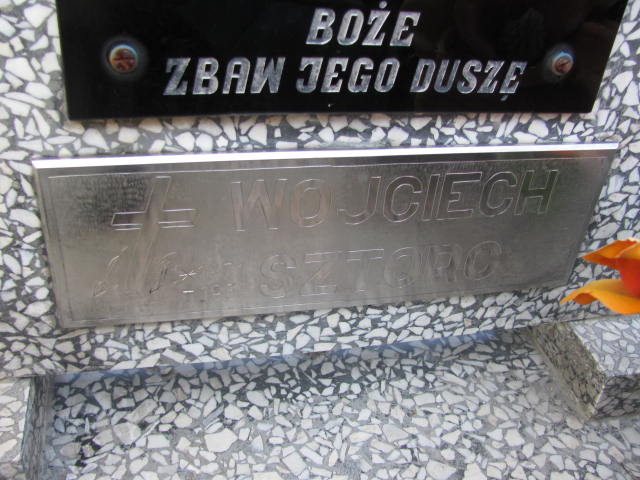 BOŻE
ZBAW JEGO DUSZĘ
WOJCIECH
SZTORC